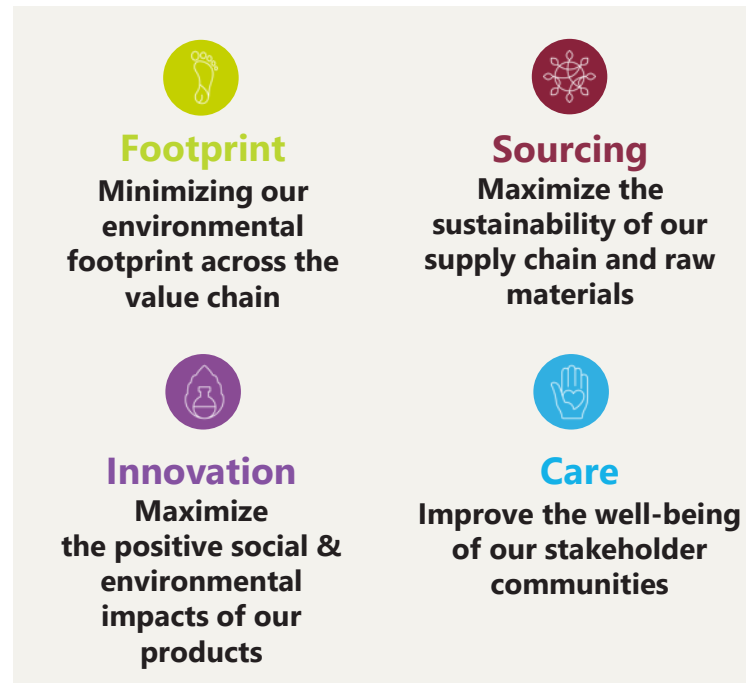 Footprint
Minimizing our
environmental
footprint across the
value chain
Sourcing
Maximize the
sustainability of our
supply chain and raw
materials
Innovation
Maximize
the positive social &
environmental
impacts of our
products
Care
Improve the well-being
of our stakeholder
communities